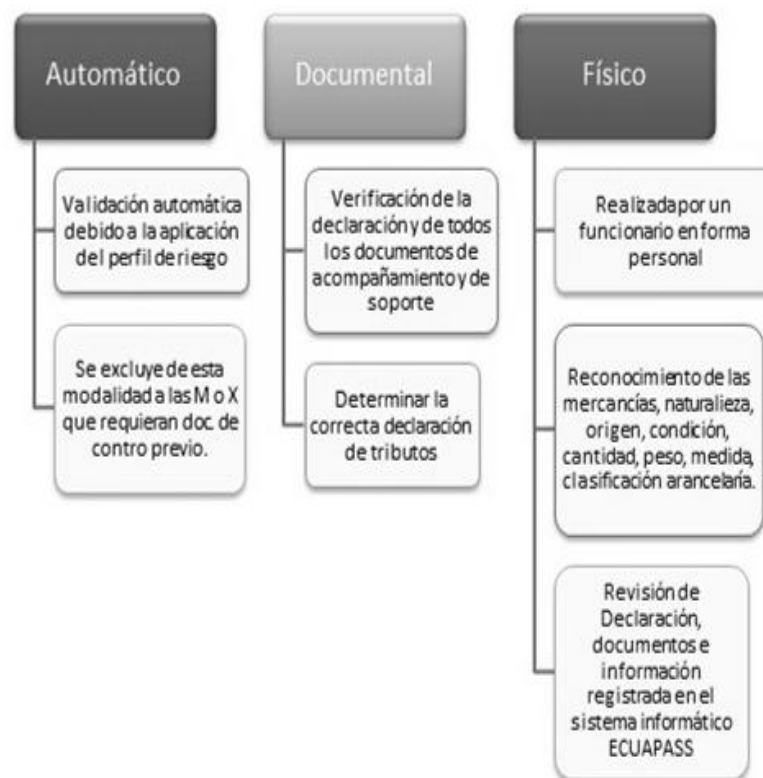 Automático
Validación automática
debido a la aplicación
del perfil de riesgo
Se excluye de esta
modalidad a las M o X
que requieran doc. de
contro previo.
Documental
Verificación de la
declaración y de todos
los documentos de
acompañamiento y de
soporte
Determinar la
correcta declaración
de tributos
Físico
Realizada por un
funcionario en forma
personal
Reconocimiento de las
mercancías, naturalieza,
origen, condición,
cantidad, peso, medida,
clasificación arancelaría.
Revisión de
Declaración,
documentos e
información
registrada en el
sistema informático
ECUAPASS